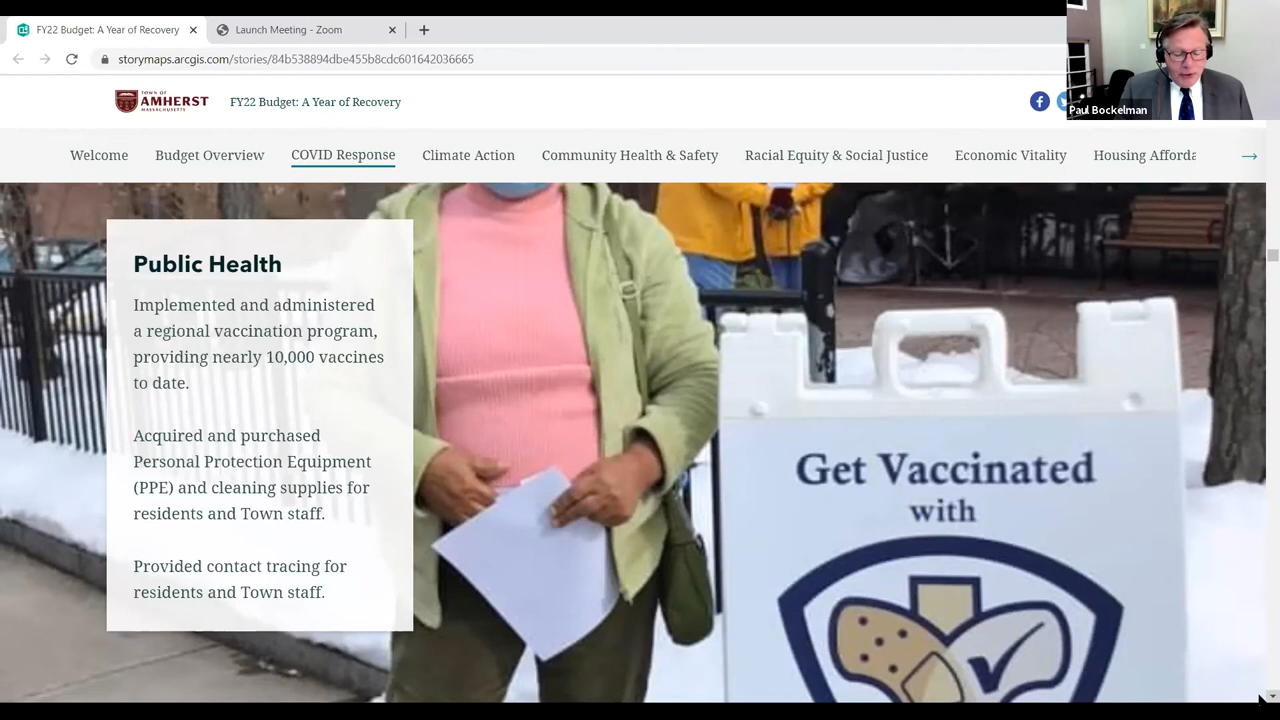 FY22 Budget: A Year of Recovery
Launch Meeting - Zoom
storymaps.arcgis.com/stories/84b538894dbe455b8cdc601642036665
TOWN OF
AMHERST
MASSACHUSETTS
FY22 Budget: A Year of Recovery
Paul Bockelman
Welcome
Budget Overview
COVID Response
Climate Action
Community Health & Safety
Racial Equity & Social Justice
Economic Vitality
Housing Afforda
Public Health
Implemented and administered
a regional vaccination program,
providing nearly 10,000 vaccines
to date.
Acquired and purchased
Personal Protection Equipment
(PPE) and cleaning supplies for
residents and Town staff.
Provided contact tracing for
residents and Town staff.
Get Vaccinated
with